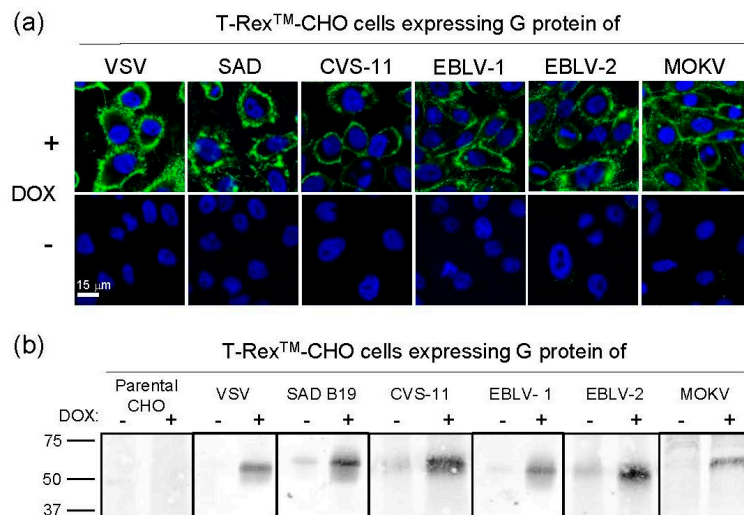 (a)
T-Rex™-CHO cells expressing G protein of
VSV SAD CVS-11 EBLV-1 EBLV-2 MOKV
+
DOX
-
15 µm
(b)
T-Rex™-CHO cells expressing G protein of
Parental CHO VSV SAD B19 CVS-11 EBLV- 1 EBLV-2 MOKV
DOX: - + - + - + - + - + - + - +
75
50
37